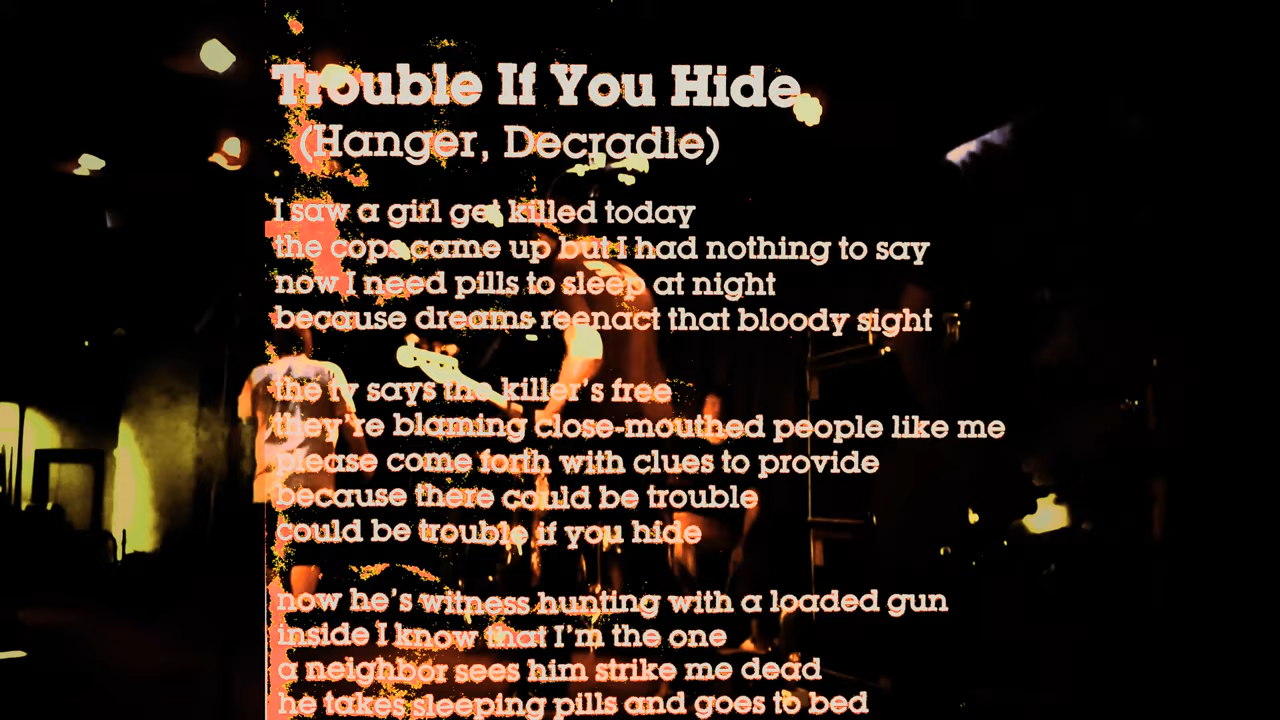 Trouble If You Hide
(Hanger, Decradle)
I saw a girl get killed today
the cops came up but I had nothing to say
now I need pills to sleep at night
because dreams reenact that bloody sight
the tv says the killer's free
they're blaming close-mouthed people like me
please come forth with clues to provide
because there could be trouble
could be trouble if you hide
now he's witness hunting with a loaded gun
inside I know that I'm the one
a neighbor sees him strike me dead
he takes sleeping pills and goes to bed